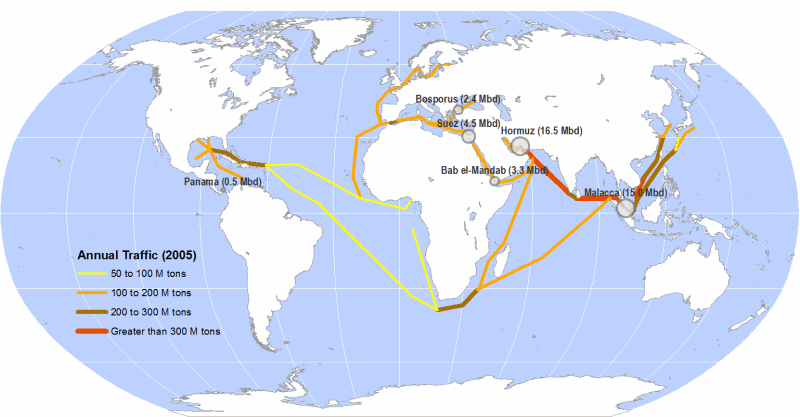 Bosporus (2.4 Mbd)
Suez (4.5 Mbd)
Hormuz (16.5 Mbd)
Bab el-Mandab (3.3 Mbd)
Panama (0.5 Mbd)
Malacca (15.0 Mbd)
Annual Traffic (2005)
50 to 100 M tons
100 to 200 M tons
200 to 300 M tons
Greater than 300 M tons